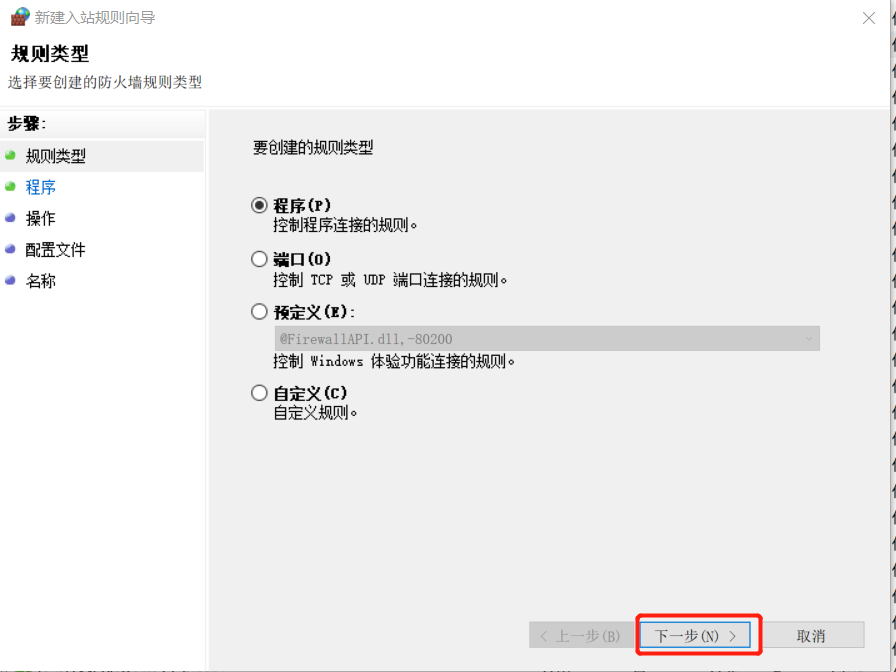 新建入站规则向导
规则类型
选择要创建的防火墙规则类型
步骤:
规则类型
程序
操作
配置文件
名称
要创建的规则类型
程序(P)
控制程序连接的规则。
端口(O)
控制 TCP 或 UDP 端口连接的规则。
预定义(E):
@FirewallAPI.dll,-80200
控制 Windows 体验功能连接的规则。
自定义(C)
自定义规则。
< 上一步(B)
下一步(N) >
取消